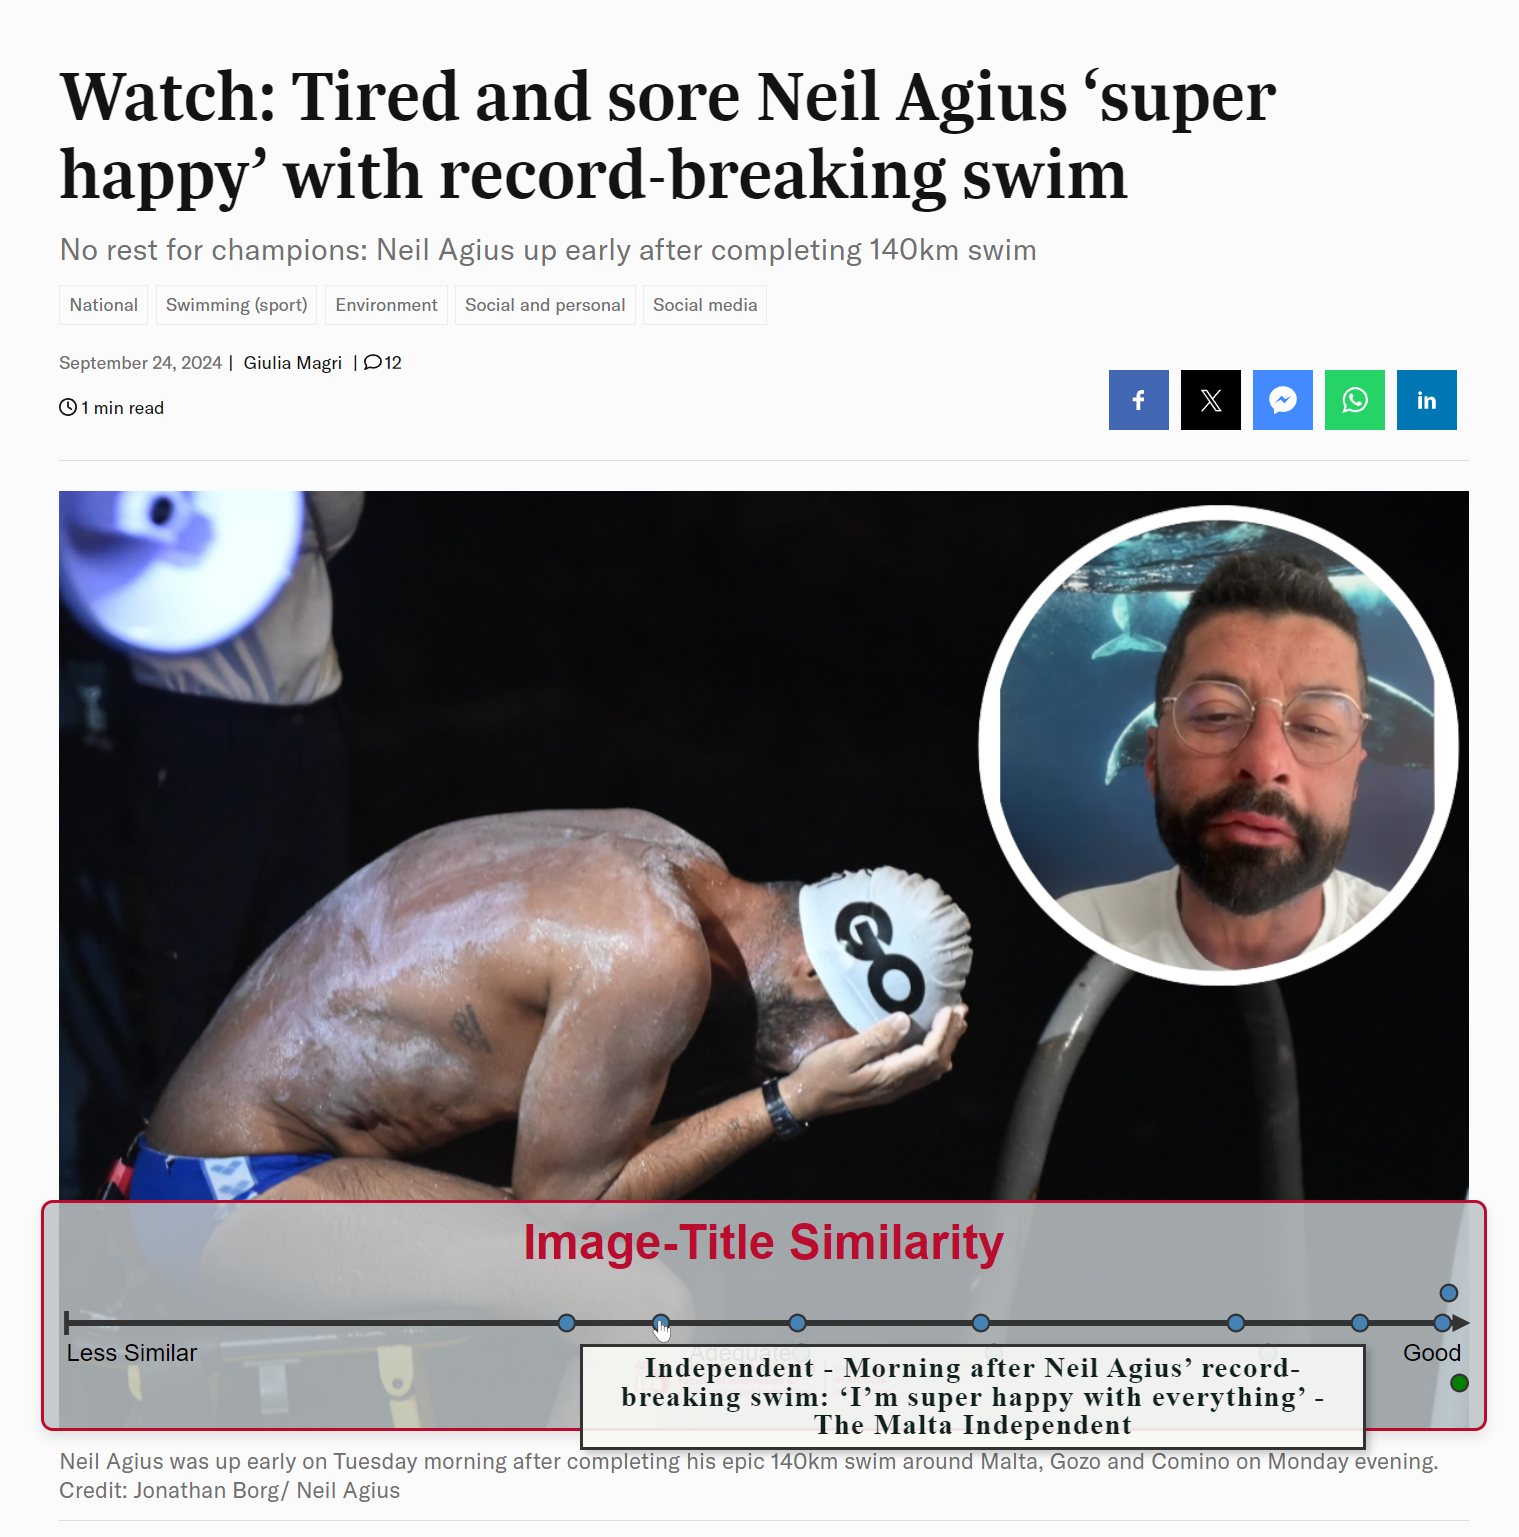 Watch: Tired and sore Neil Agius ‘super
happy’ with record-breaking swim
No rest for champions: Neil Agius up early after completing 140km swim
National
Swimming (sport)
Environment
Social and personal
Social media
September 24, 2024 | Giulia Magri | 12
1 min read
GO
Image-Title Similarity
Less Similar
Adequate
Good
Independent - Morning after Neil Agius’ record-
breaking swim: ‘I’m super happy with everything’ -
The Malta Independent
Neil Agius was up early on Tuesday morning after completing his epic 140km swim around Malta, Gozo and Comino on Monday evening.
Credit: Jonathan Borg/ Neil Agius